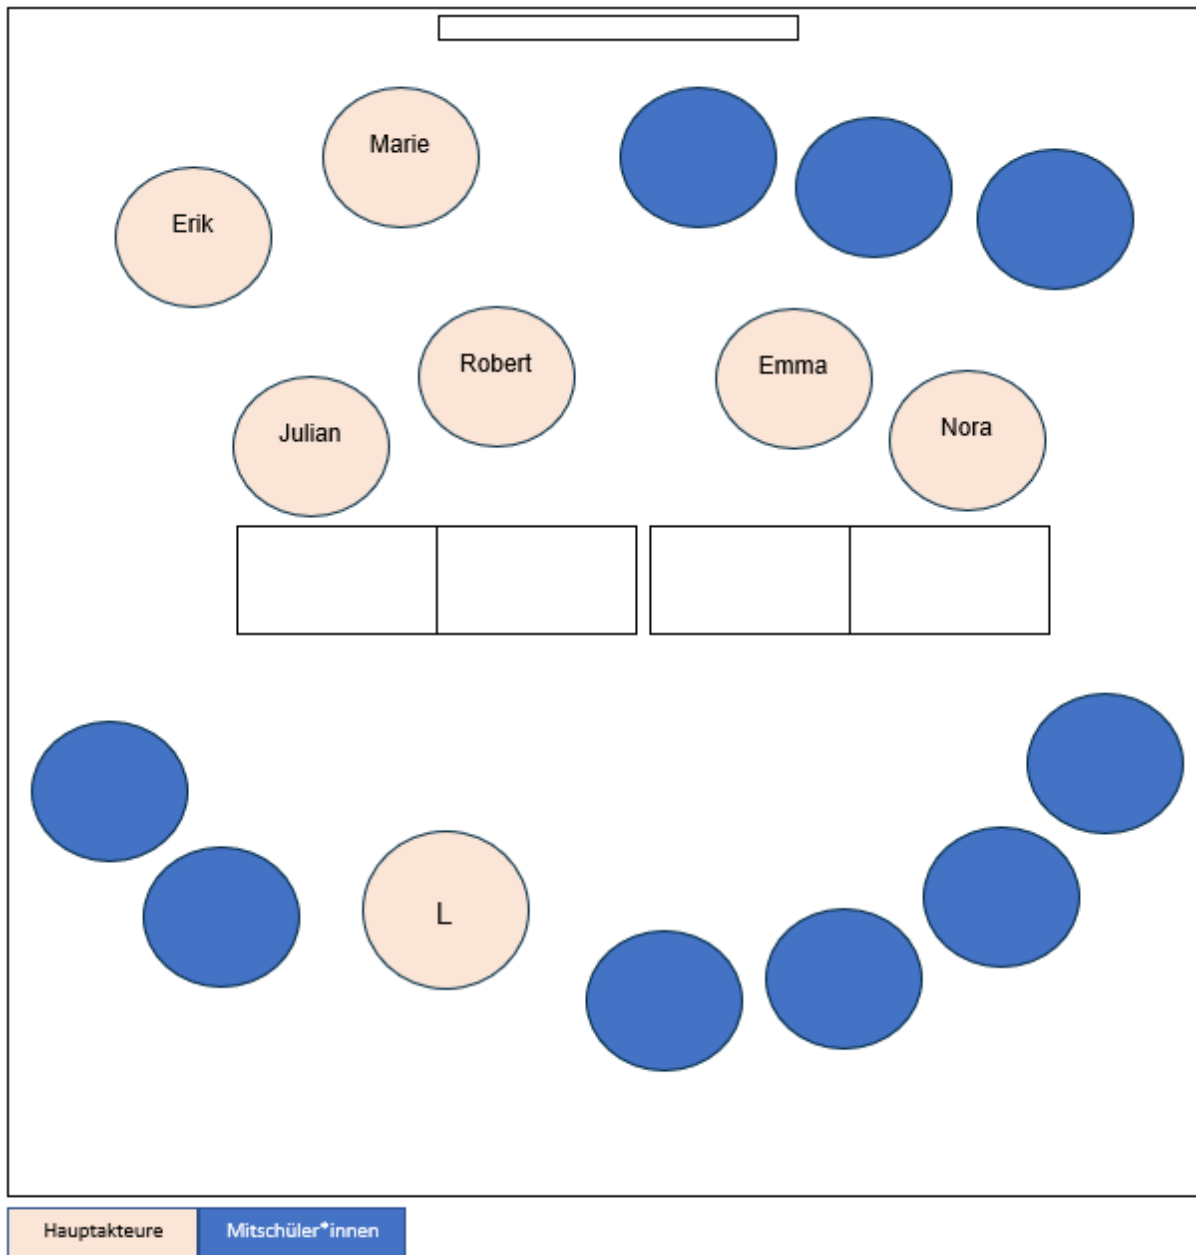 Marie
Erik
Robert
Emma
Julian
Nora
L
Hauptakteure
Mitschüler*innen